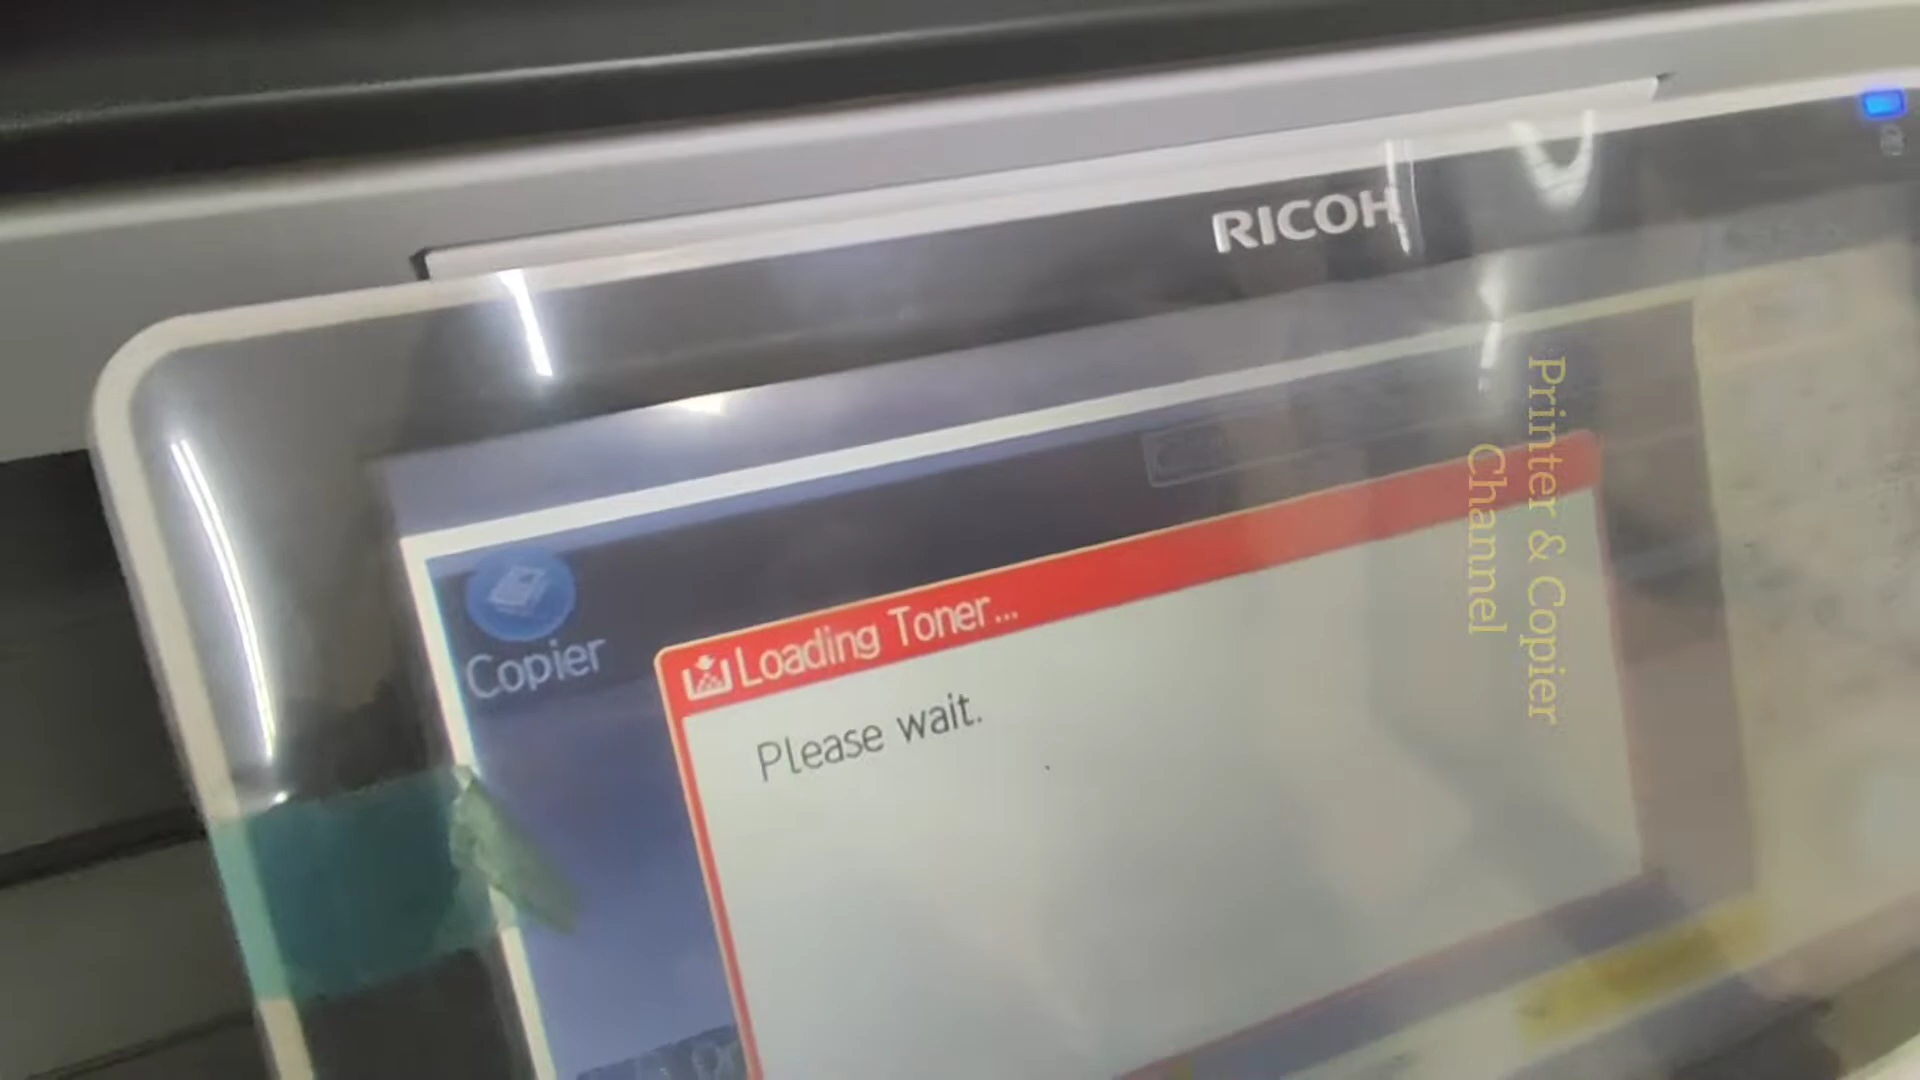 RICOH
Copier
Loading Toner...
Please wait.
Printer & Copier
Channel